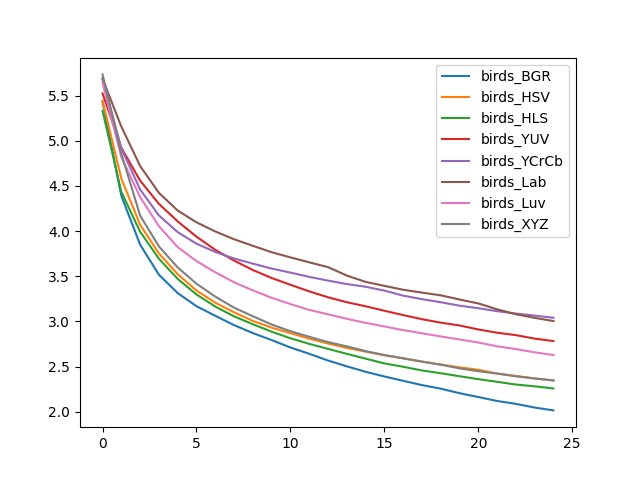 birds_BGR
birds_HSV
birds_HLS
birds_YUV
birds_YCrCb
birds_Lab
birds_Luv
birds_XYZ
5.5
5.0
4.5
4.0
3.5
3.0
2.5
2.0
0 5 10 15 20 25